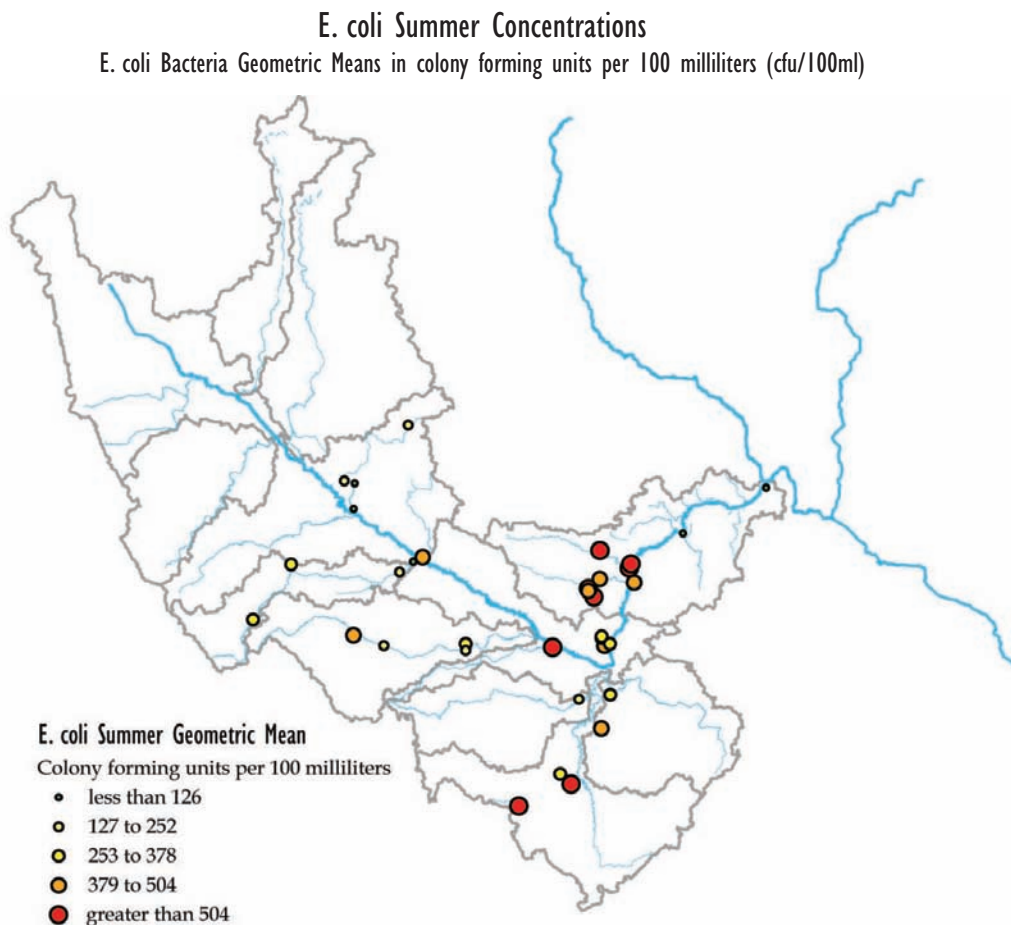 E. coli Summer Concentrations
E. coli Bacteria Geometric Means in colony forming units per 100 milliliters (cfu/100ml)
E. coli Summer Geometric Mean
Colony forming units per 100 milliliters
less than 126
127 to 252
253 to 378
379 to 504
greater than 504